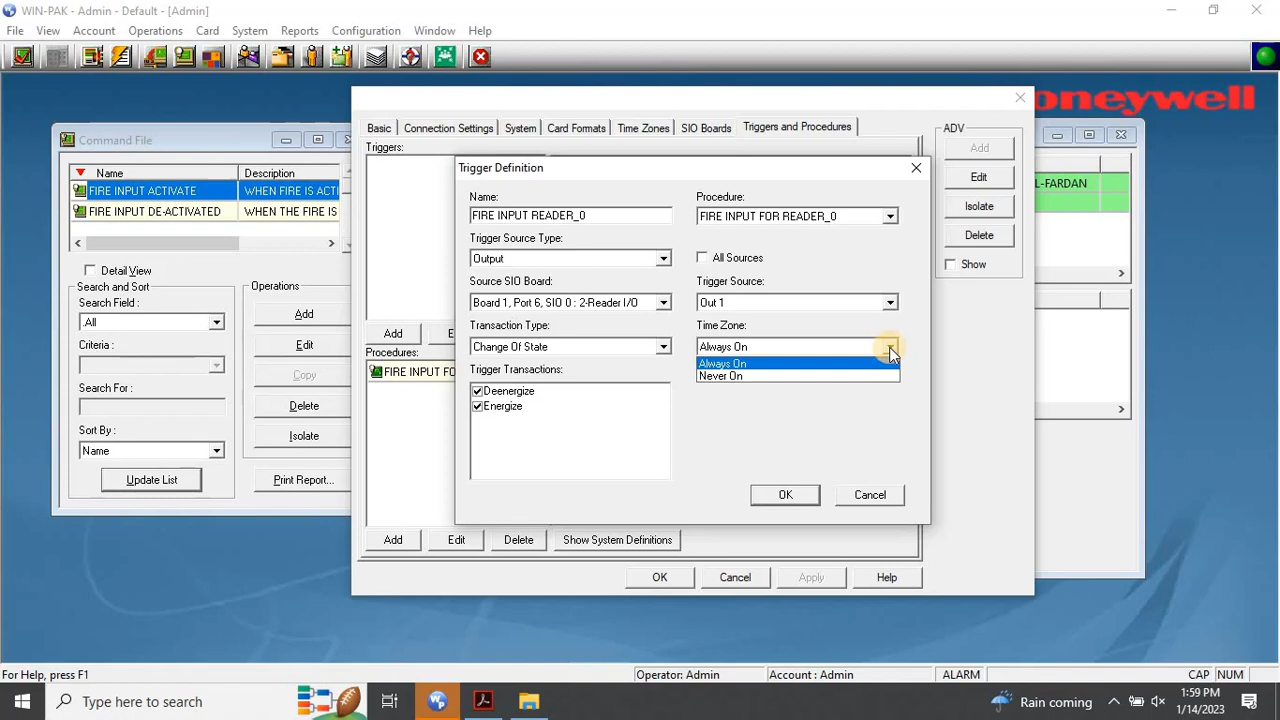 WIN-PAK - Admin - Default - [Admin]
File View Account Operations Card System Reports Configuration Window Help
Honeywell
Command File
Name Description
FIRE INPUT ACTIVATE WHEN FIRE IS ACTI
FIRE INPUT DE-ACTIVATED WHEN THE FIRE IS
Detail View
Search and Sort
Search Field :
.All
Criteria :
Search For :
Sort By :
Name
Update List
Operations
Add
Edit
Copy
Delete
Isolate
Print Report...
Basic Connection Settings System Card Formats Time Zones SIO Boards Triggers and Procedures
Triggers:
Add E
Procedures:
FIRE INPUT FO
Add Edit Delete Show System Definitions
OK Cancel Apply Help
Trigger Definition
Name: Procedure:
FIRE INPUT READER_0 FIRE INPUT FOR READER_0
Trigger Source Type:
Output All Sources
Source SIO Board: Trigger Source:
Board 1, Port 6, SIO 0 : 2-Reader I/O Out 1
Transaction Type: Time Zone:
Change Of State Always On
Always On
Never On
Trigger Transactions:
Deenergize
Energize
OK Cancel
ADV
Add
Edit
Isolate
Delete
Show
L-FARDAN
For Help, press F1 Operator: Admin Account : Admin ALARM CAP NUM
Type here to search
Rain coming
1:59 PM
1/14/2023